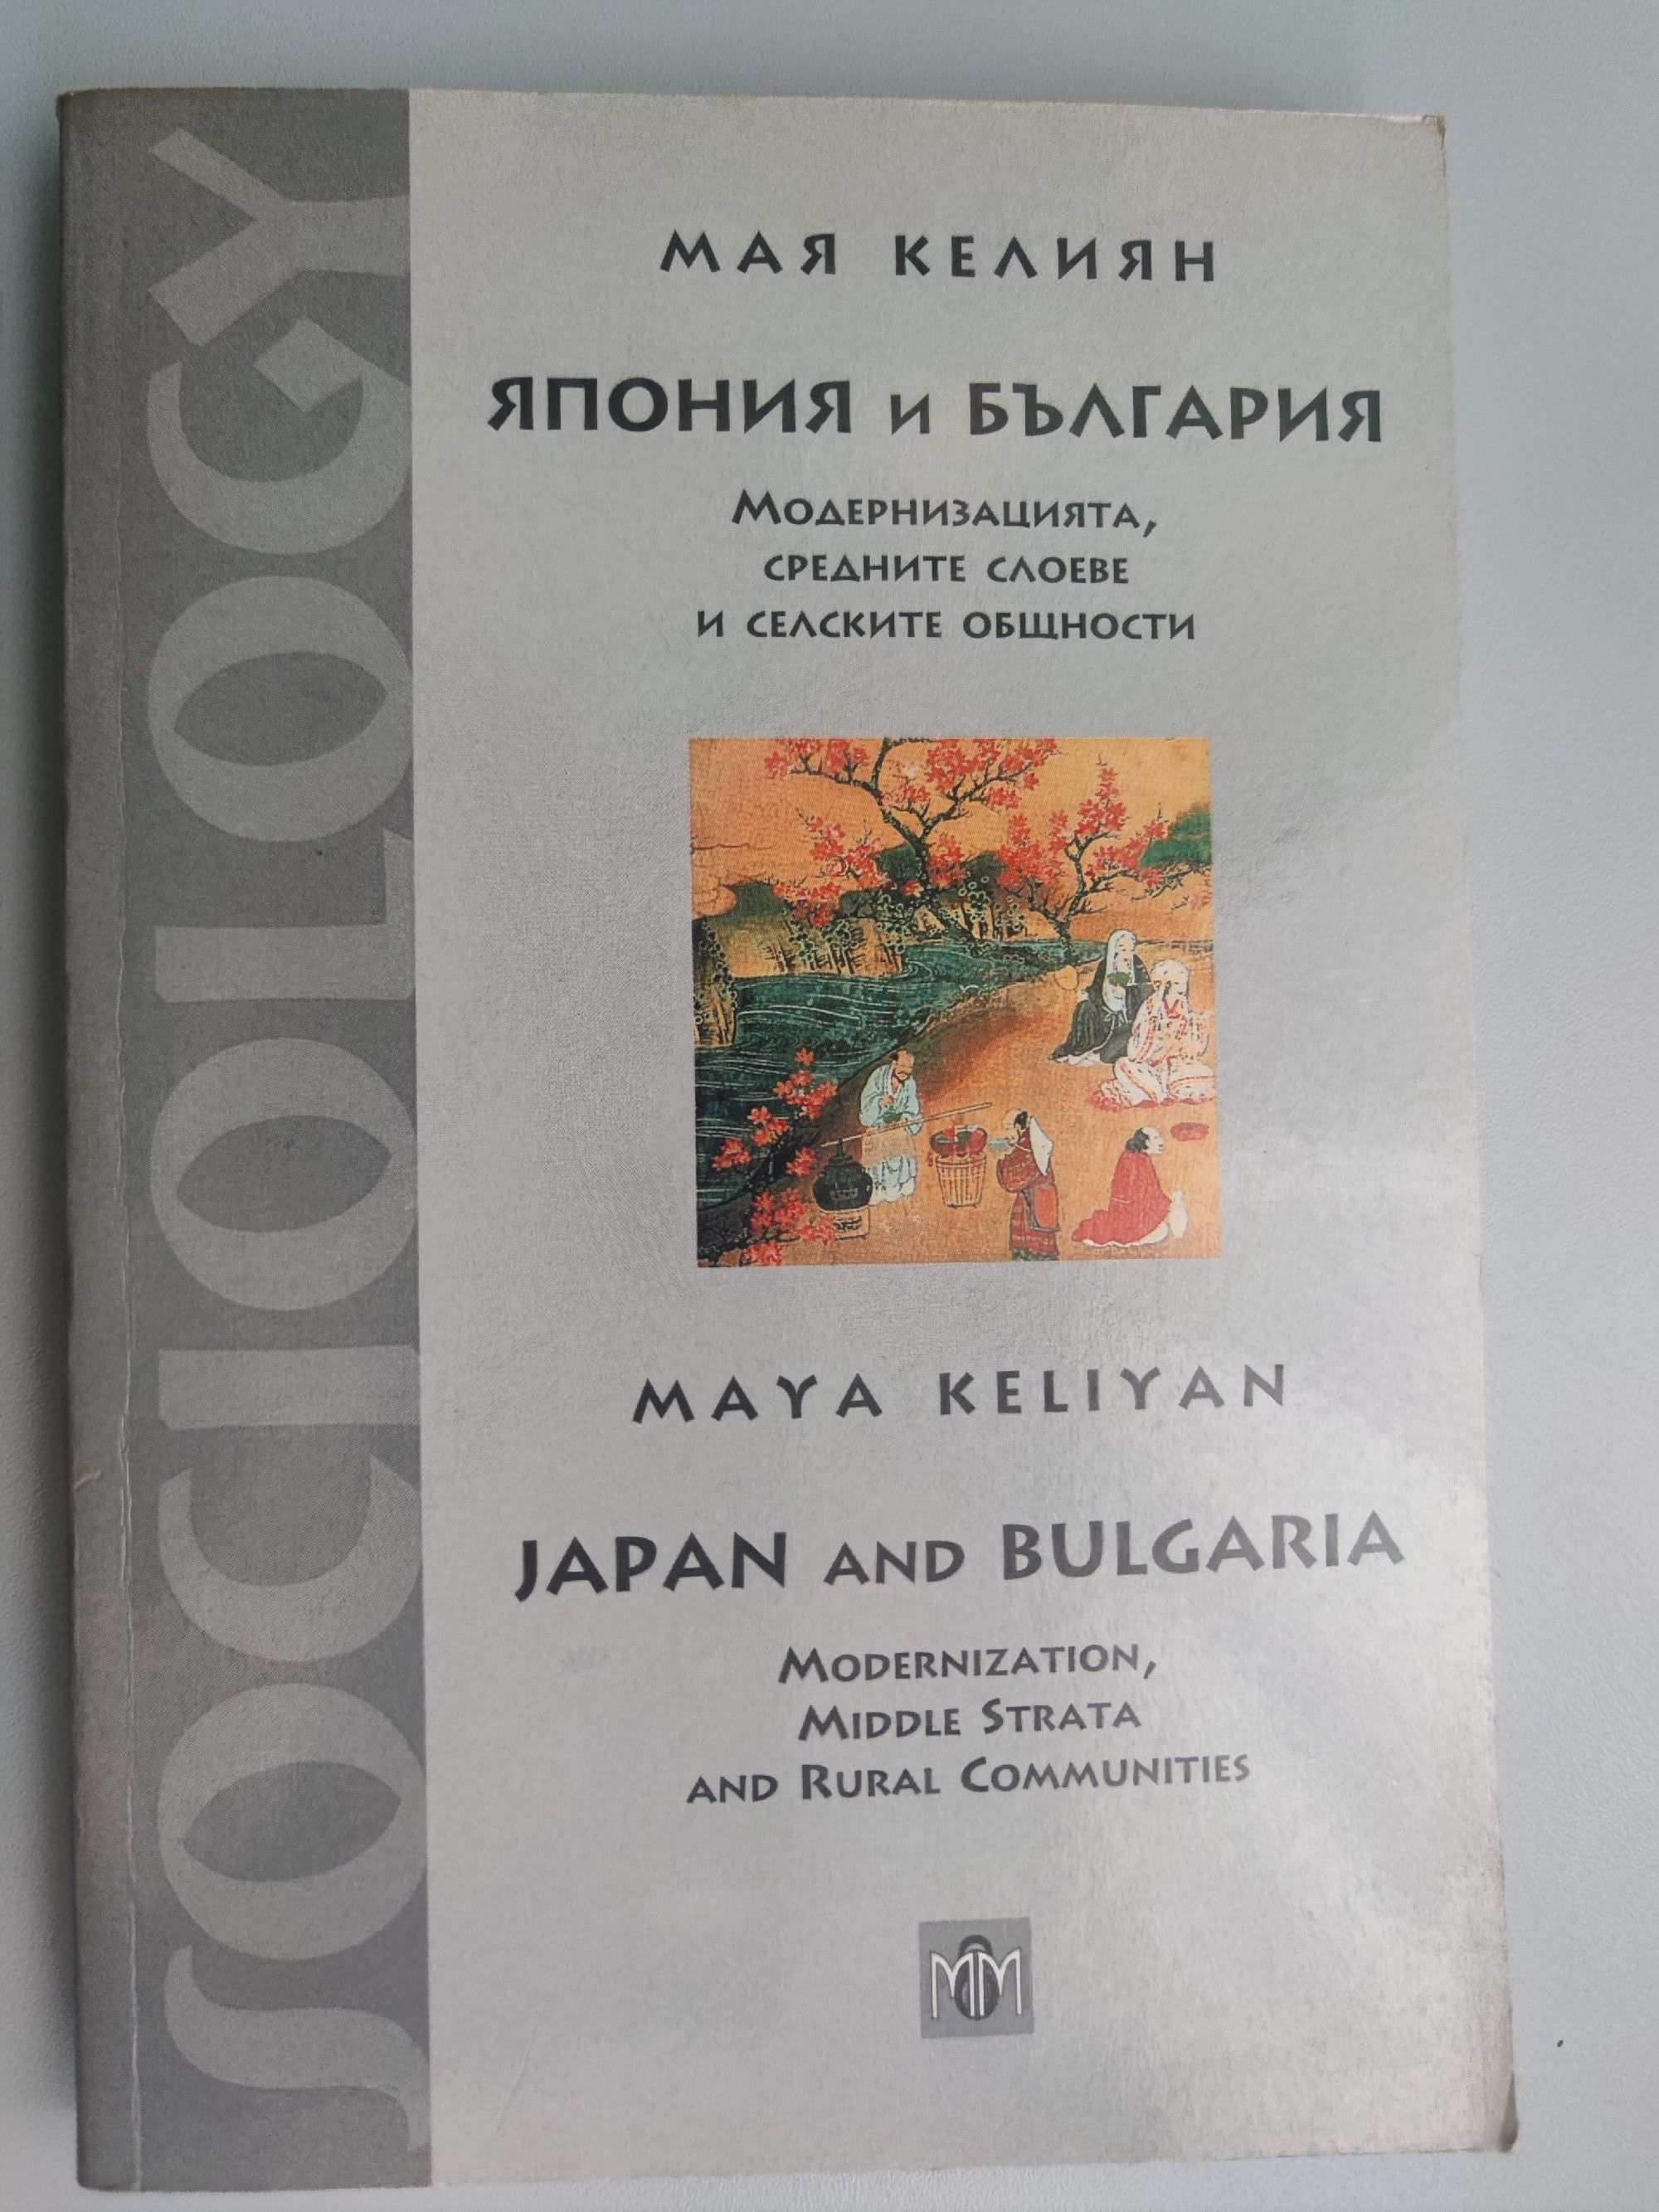 SOCIOLOGY
МАЯ КЕЛИЯН
ЯПОНИЯ И БЪЛГАРИЯ
МОДЕРНИЗАЦИЯТА,
СРЕДНИТЕ СЛОЕВЕ
И СЕЛСКИТЕ ОБЩНОСТИ
MAYA KELIYAN
JAPAN AND BULGARIA
MODERNIZATION,
MIDDLE STRATA
AND RURAL COMMUNITIES